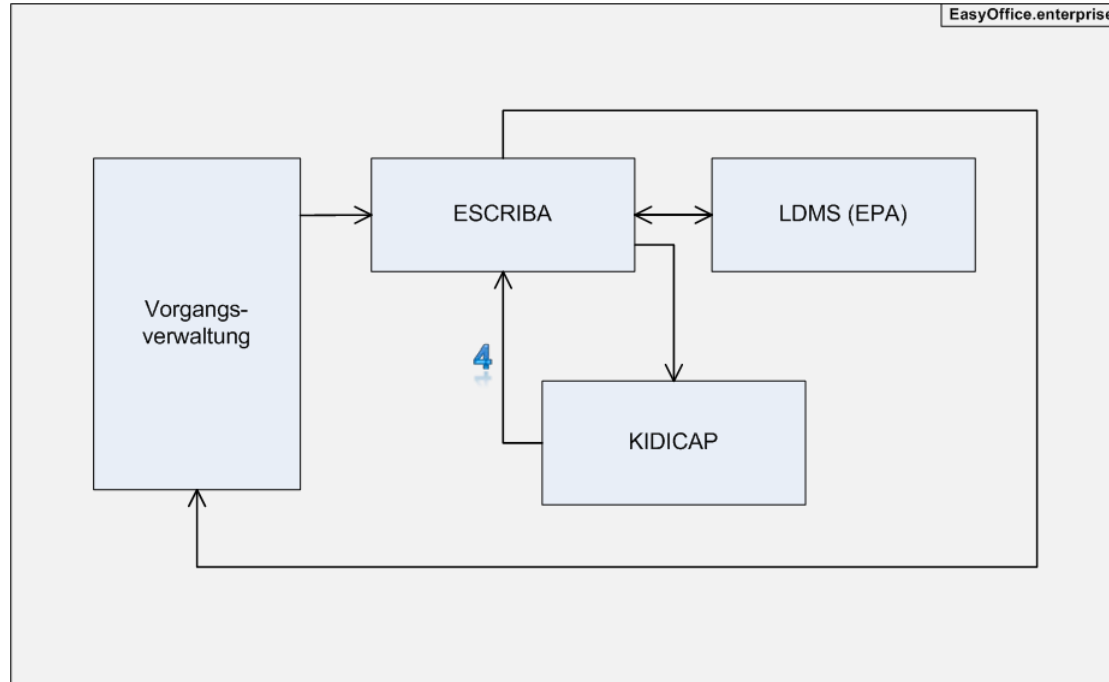 EasyOffice.enterprise
ESCRIBA
LDMS (EPA)
Vorgangs-
verwaltung
4
KIDICAP